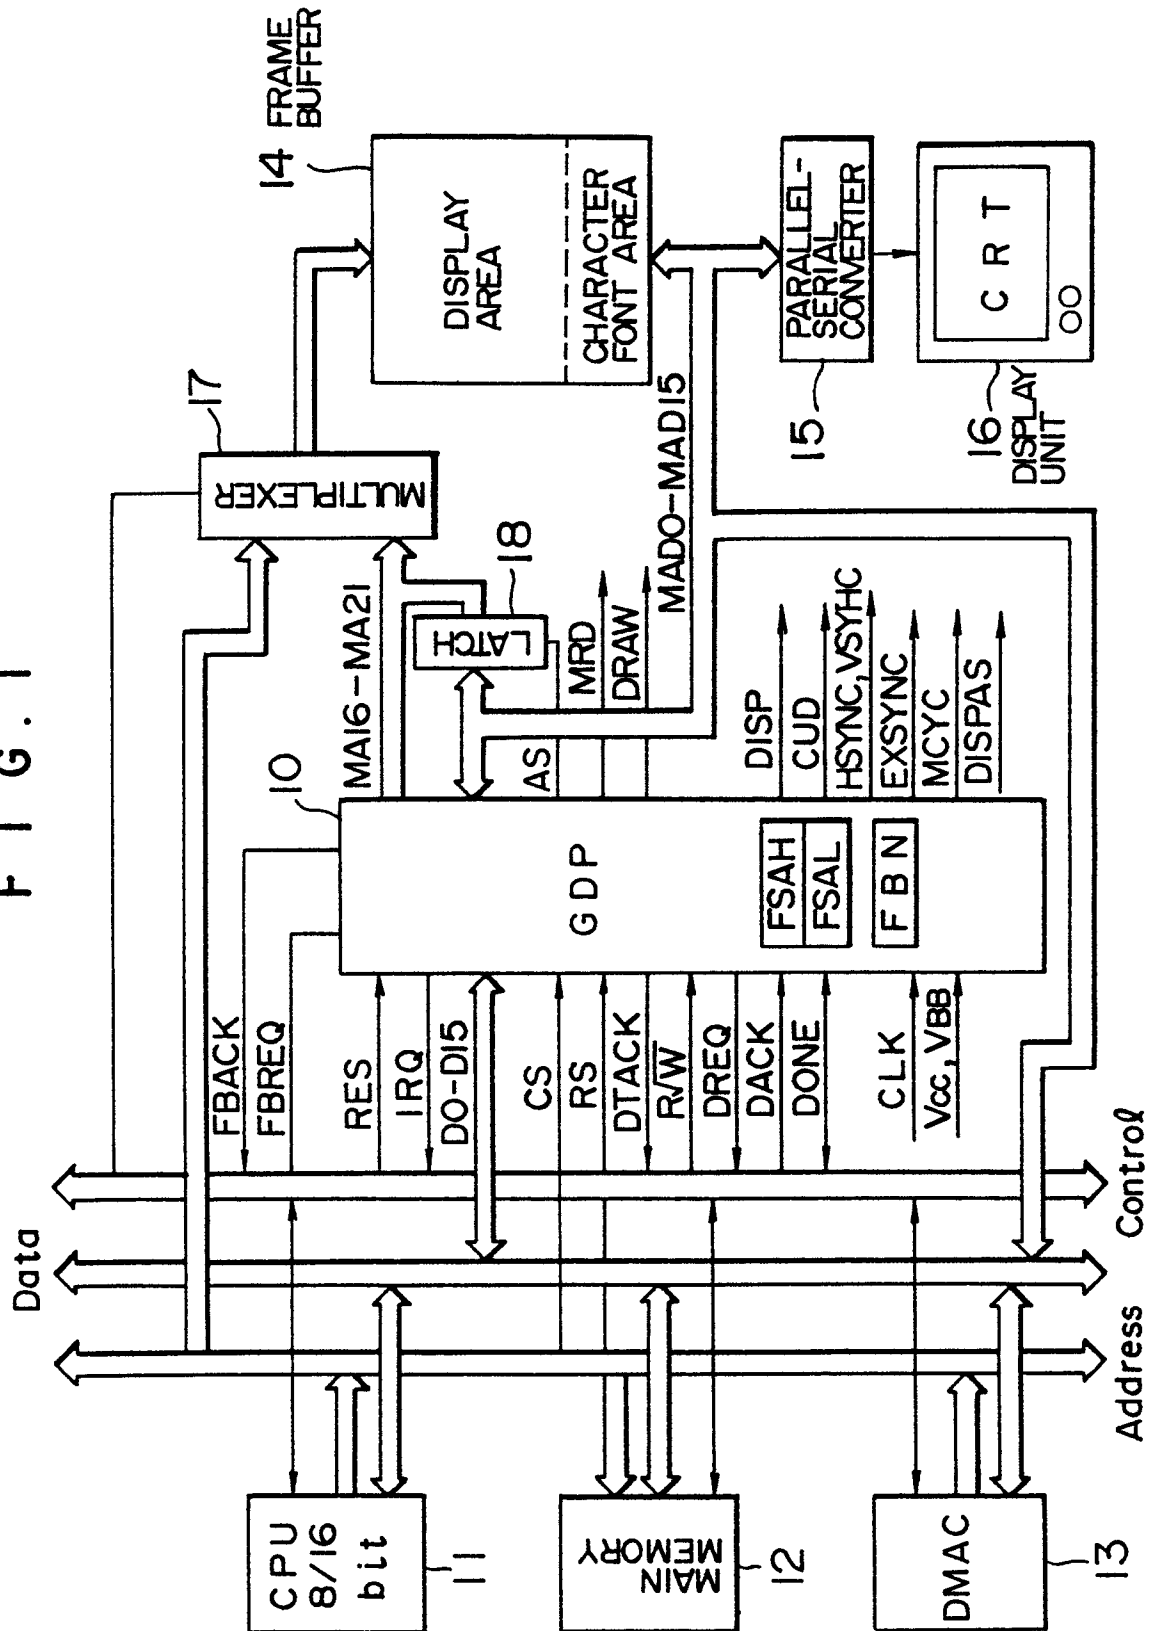 FIG. 1
CPU
8/16
bit
11
MAIN
MEMORY
12
DMAC
13
Data
Address
Control
FBACK
FBREQ
RES
IRQ
D0-D15
CS
RS
DTACK
R/W
DREQ
DACK
DONE
CLK
Vcc, VBB
10
GDP
FSAH
FSAL
FBN
MA16-MA21
AS
MRD
DRAW
MAD0-MAD15
DISP
CUD
HSYNC,VSYHC
EXSYNC
MCYC
DISPAS
LATCH
18
MULTIPLEXER
17
14 FRAME
BUFFER
DISPLAY
AREA
CHARACTER
FONT AREA
PARALLEL-
SERIAL
CONVERTER
15
CRT
16
DISPLAY
UNIT